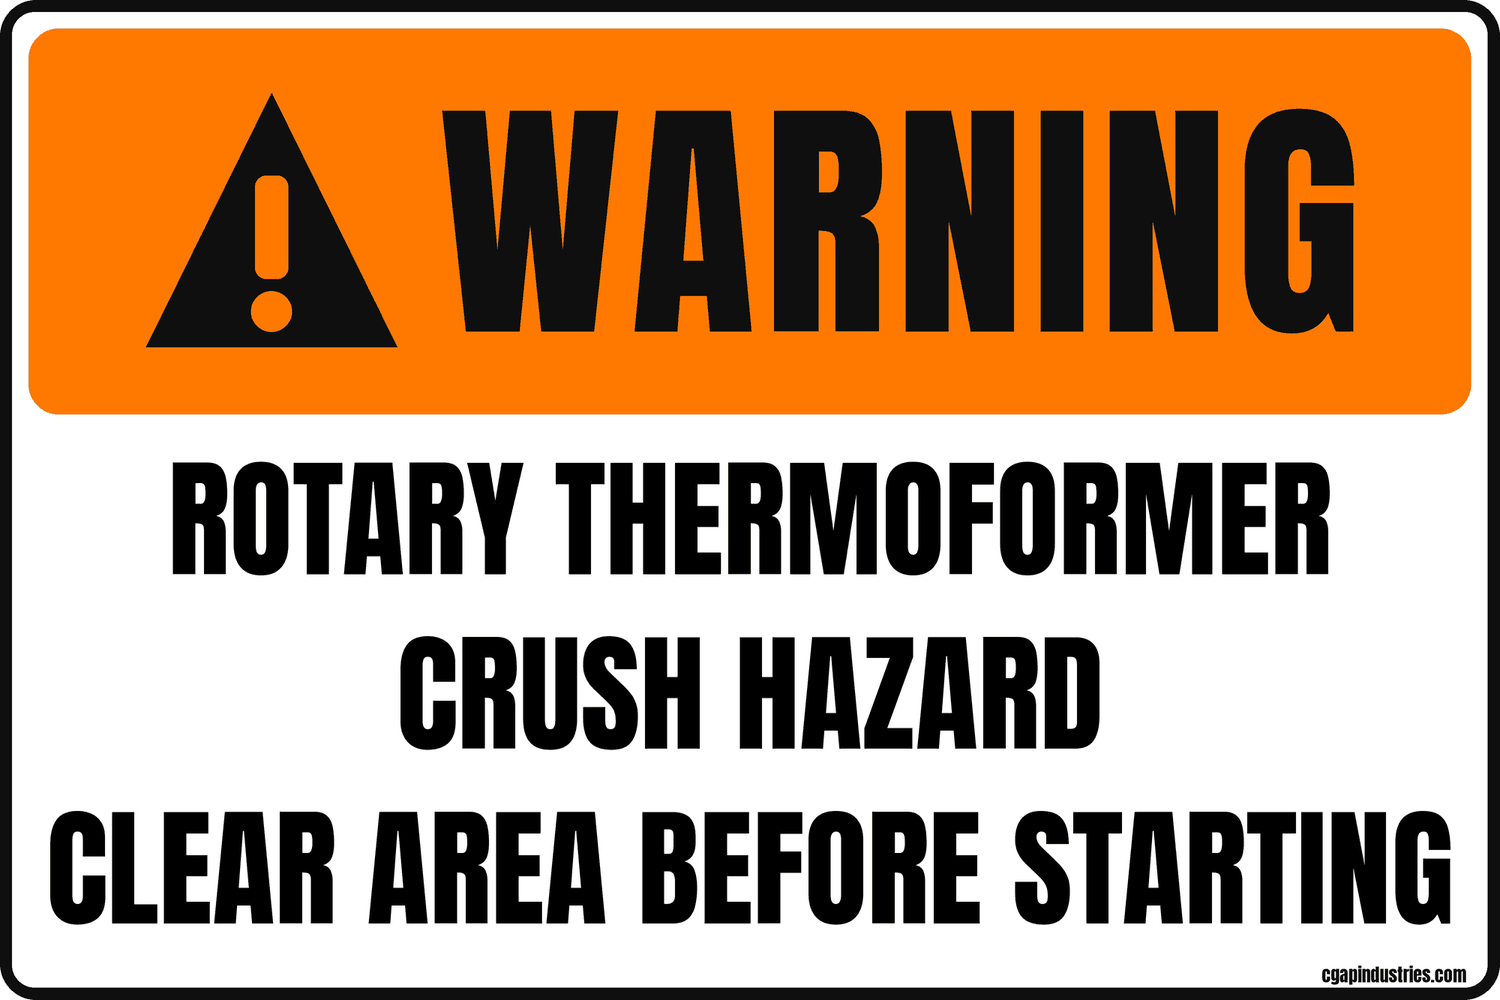 WARNING
ROTARY THERMOFORMER
CRUSH HAZARD
CLEAR AREA BEFORE STARTING
cgapindustries.com